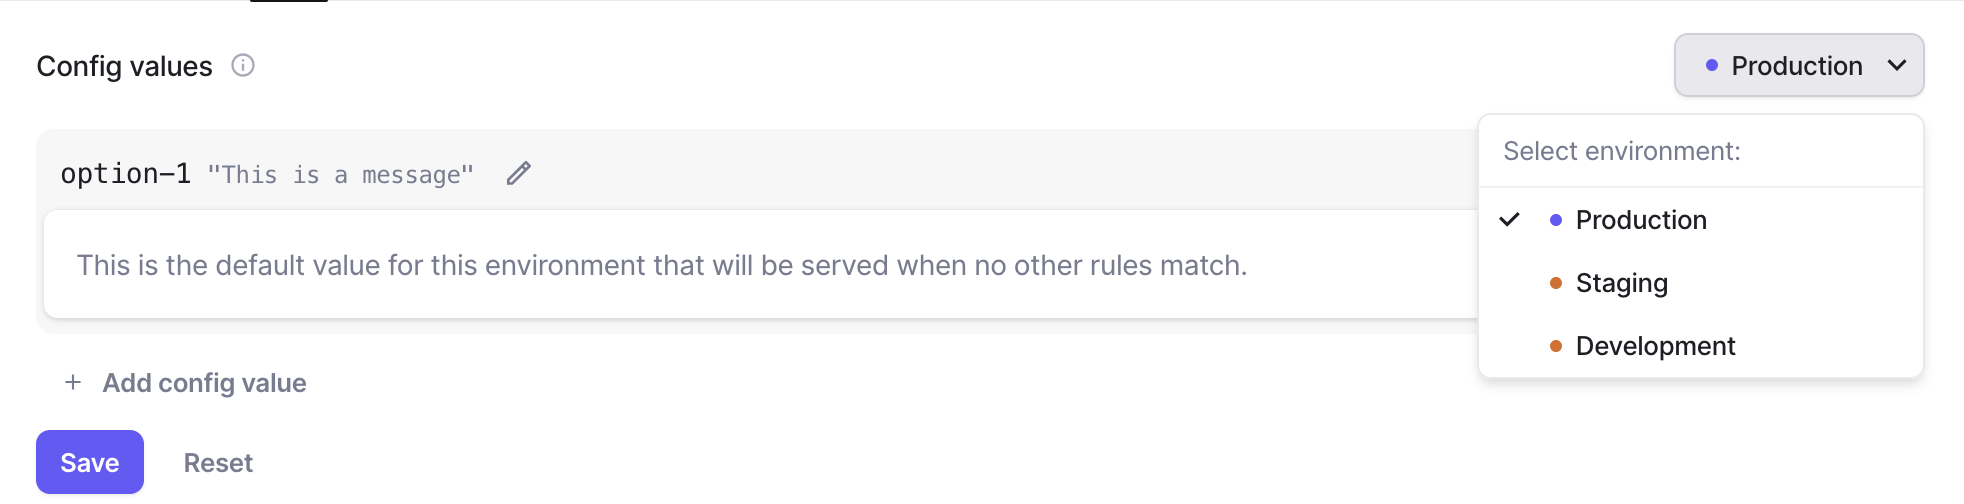 Config values
Production
option-1 "This is a message"
This is the default value for this environment that will be served when no other rules match.
Select environment:
Production
Staging
Development
+ Add config value
Save
Reset